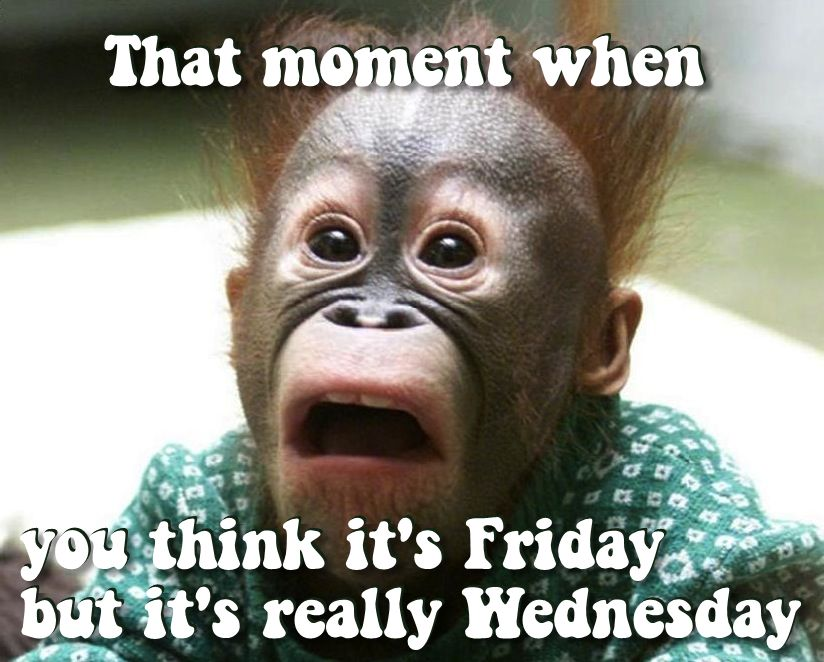 That moment when
you think it's Friday
but it's really Wednesday